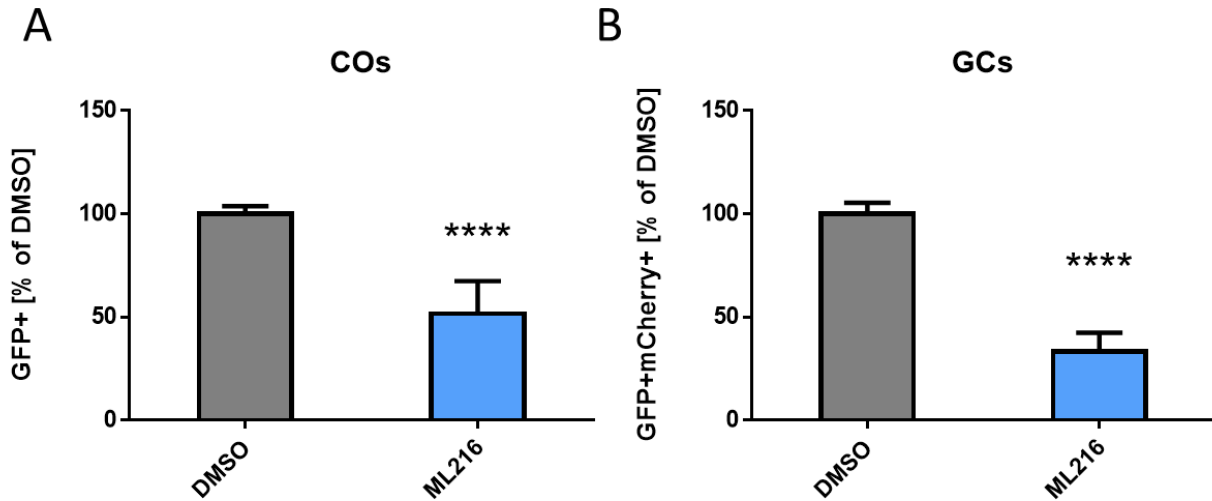 A
COs
GFP+ [% of DMSO]
150
100
50
0
****
DMSO
ML216
B
GCs
GFP+mCherry+ [% of DMSO]
150
100
50
0
****
DMSO
ML216